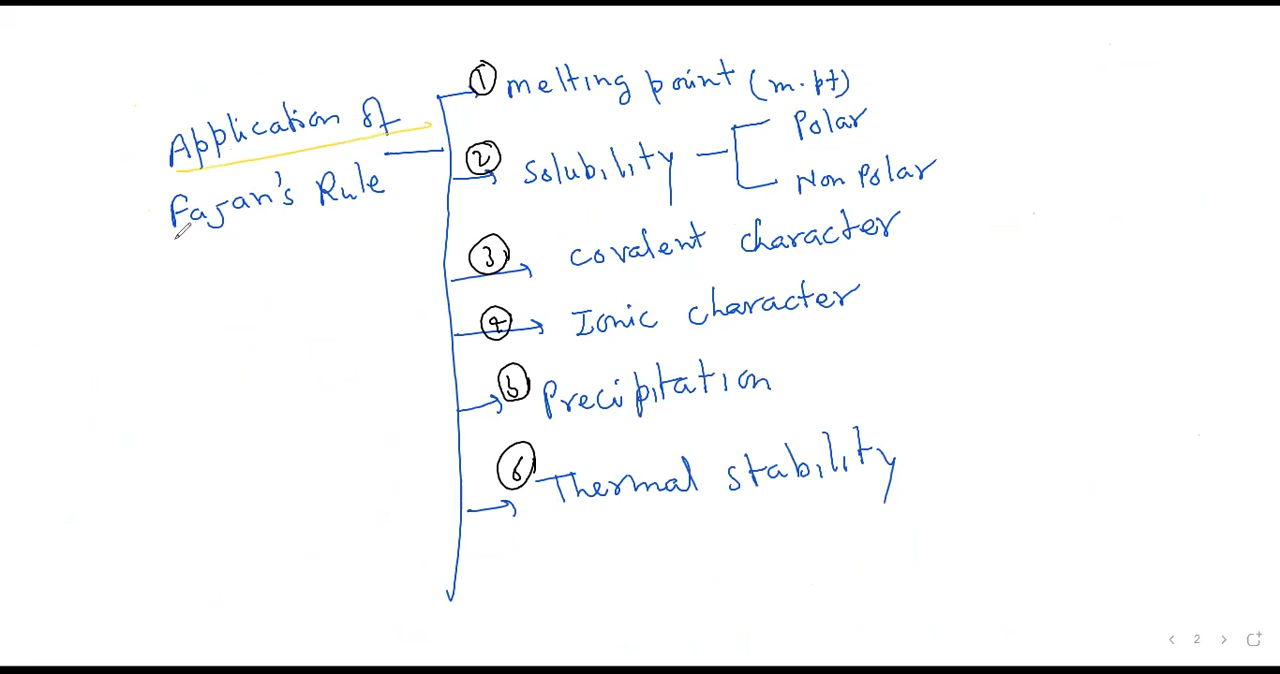 Application of
Fajan's Rule
① melting point (m.pt)
② Solubility
Polar
Non Polar
③ covalent character
④ Ionic character
⑤ Precipitation
⑥ Thermal stability
< 2 >